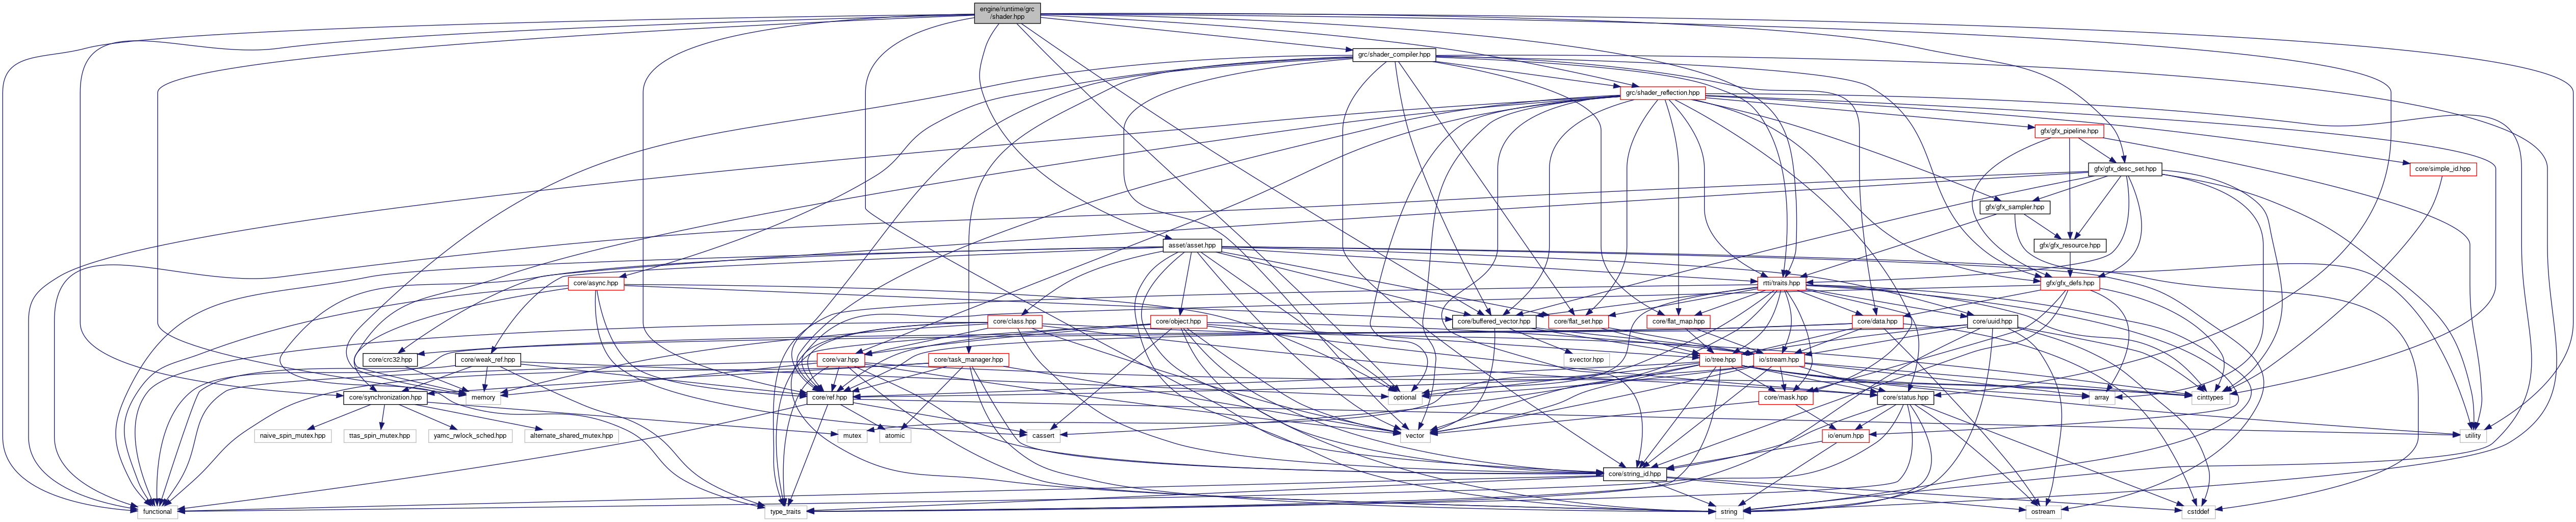 engine/runtime/grc
/shader.hpp
grc/shader_compiler.hpp
grc/shader_reflection.hpp
gfx/gfx_pipeline.hpp
gfx/gfx_desc_set.hpp
core/simple_id.hpp
gfx/gfx_sampler.hpp
asset/asset.hpp
gfx/gfx_resource.hpp
core/async.hpp
rtti/traits.hpp
gfx/gfx_defs.hpp
core/class.hpp
core/object.hpp
core/buffered_vector.hpp
core/flat_set.hpp
core/flat_map.hpp
core/data.hpp
core/uuid.hpp
core/crc32.hpp
core/weak_ref.hpp
core/var.hpp
core/task_manager.hpp
svector.hpp
io/tree.hpp
io/stream.hpp
core/synchronization.hpp
memory
core/ref.hpp
optional
core/mask.hpp
core/status.hpp
array
cinttypes
naive_spin_mutex.hpp
ttas_spin_mutex.hpp
yamc_rwlock_sched.hpp
alternate_shared_mutex.hpp
mutex
atomic
cassert
vector
io/enum.hpp
utility
core/string_id.hpp
functional
type_traits
string
ostream
cstddef